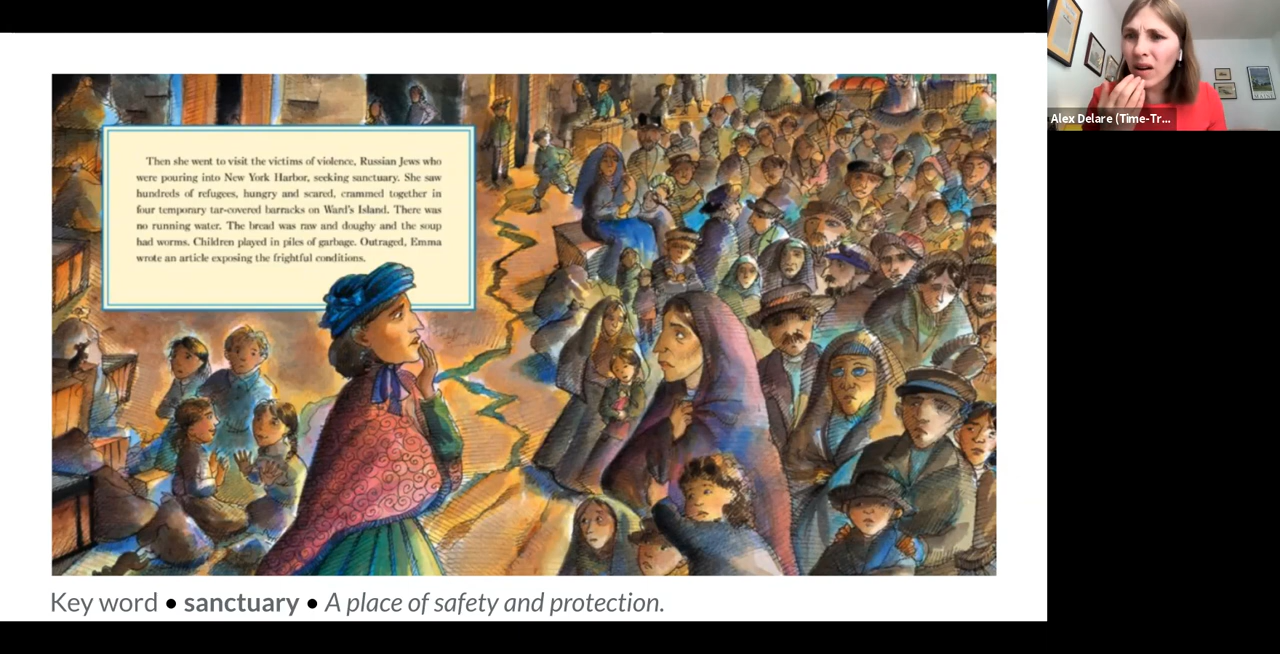 Then she went to visit the victims of violence, Russian Jews who
were pouring into New York Harbor, seeking sanctuary. She saw
hundreds of refugees, hungry and scared, crammed together in
four temporary tar-covered barracks on Ward's Island. There was
no running water. The bread was raw and doughy and the soup
had worms. Children played in piles of garbage. Outraged, Emma
wrote an article exposing the frightful conditions.
Key word • sanctuary • A place of safety and protection.
Alex Delare (Time-Tr...